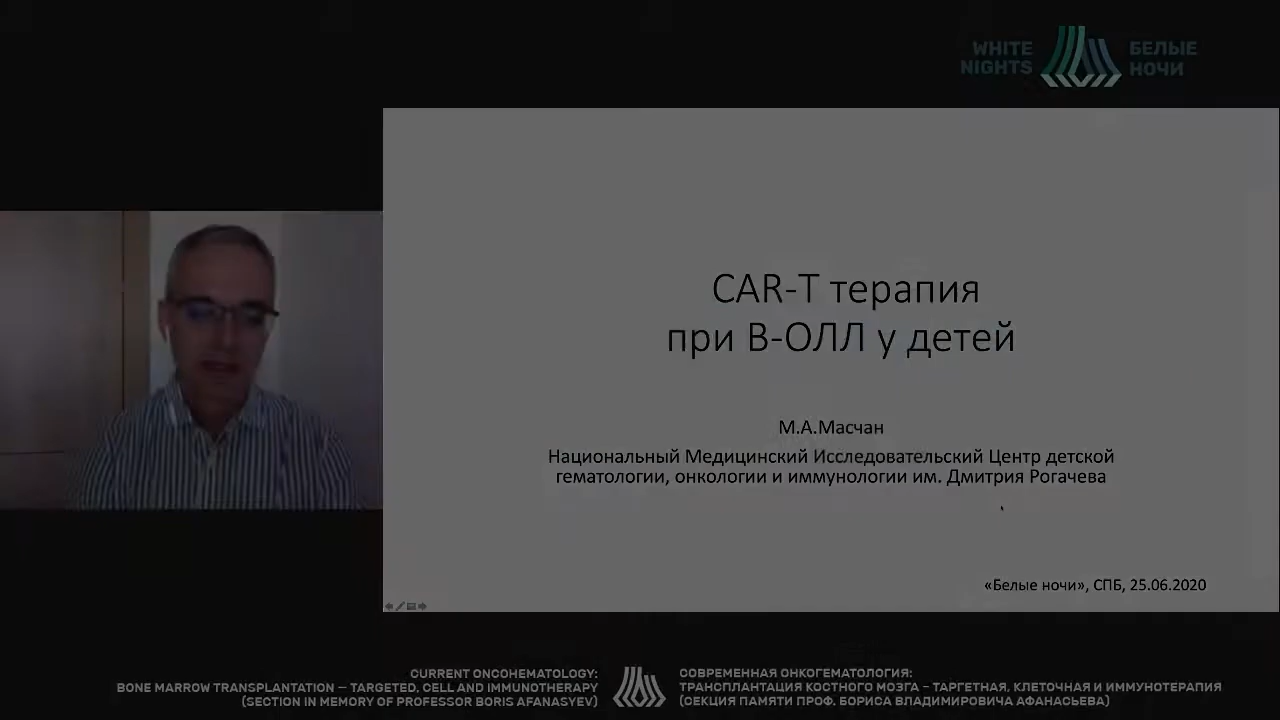 WHITE
NIGHTS
БЕЛЫЕ
НОЧИ
CAR-T терапия
при В-ОЛЛ у детей
М.А.Масчан
Национальный Медицинский Исследовательский Центр детской
гематологии, онкологии и иммунологии им. Дмитрия Рогачева
«Белые ночи», СПБ, 25.06.2020
CURRENT ONCOHEMATOLOGY:
BONE MARROW TRANSPLANTATION – TARGETED, CELL AND IMMUNOTHERAPY
(SECTION IN MEMORY OF PROFESSOR BORIS AFANASYEV)
СОВРЕМЕННАЯ ОНКОГЕМАТОЛОГИЯ:
ТРАНСПЛАНТАЦИЯ КОСТНОГО МОЗГА – ТАРГЕТНАЯ, КЛЕТОЧНАЯ И ИММУНОТЕРАПИЯ
(СЕКЦИЯ ПАМЯТИ ПРОФ. БОРИСА ВЛАДИМИРОВИЧА АФАНАСЬЕВА)